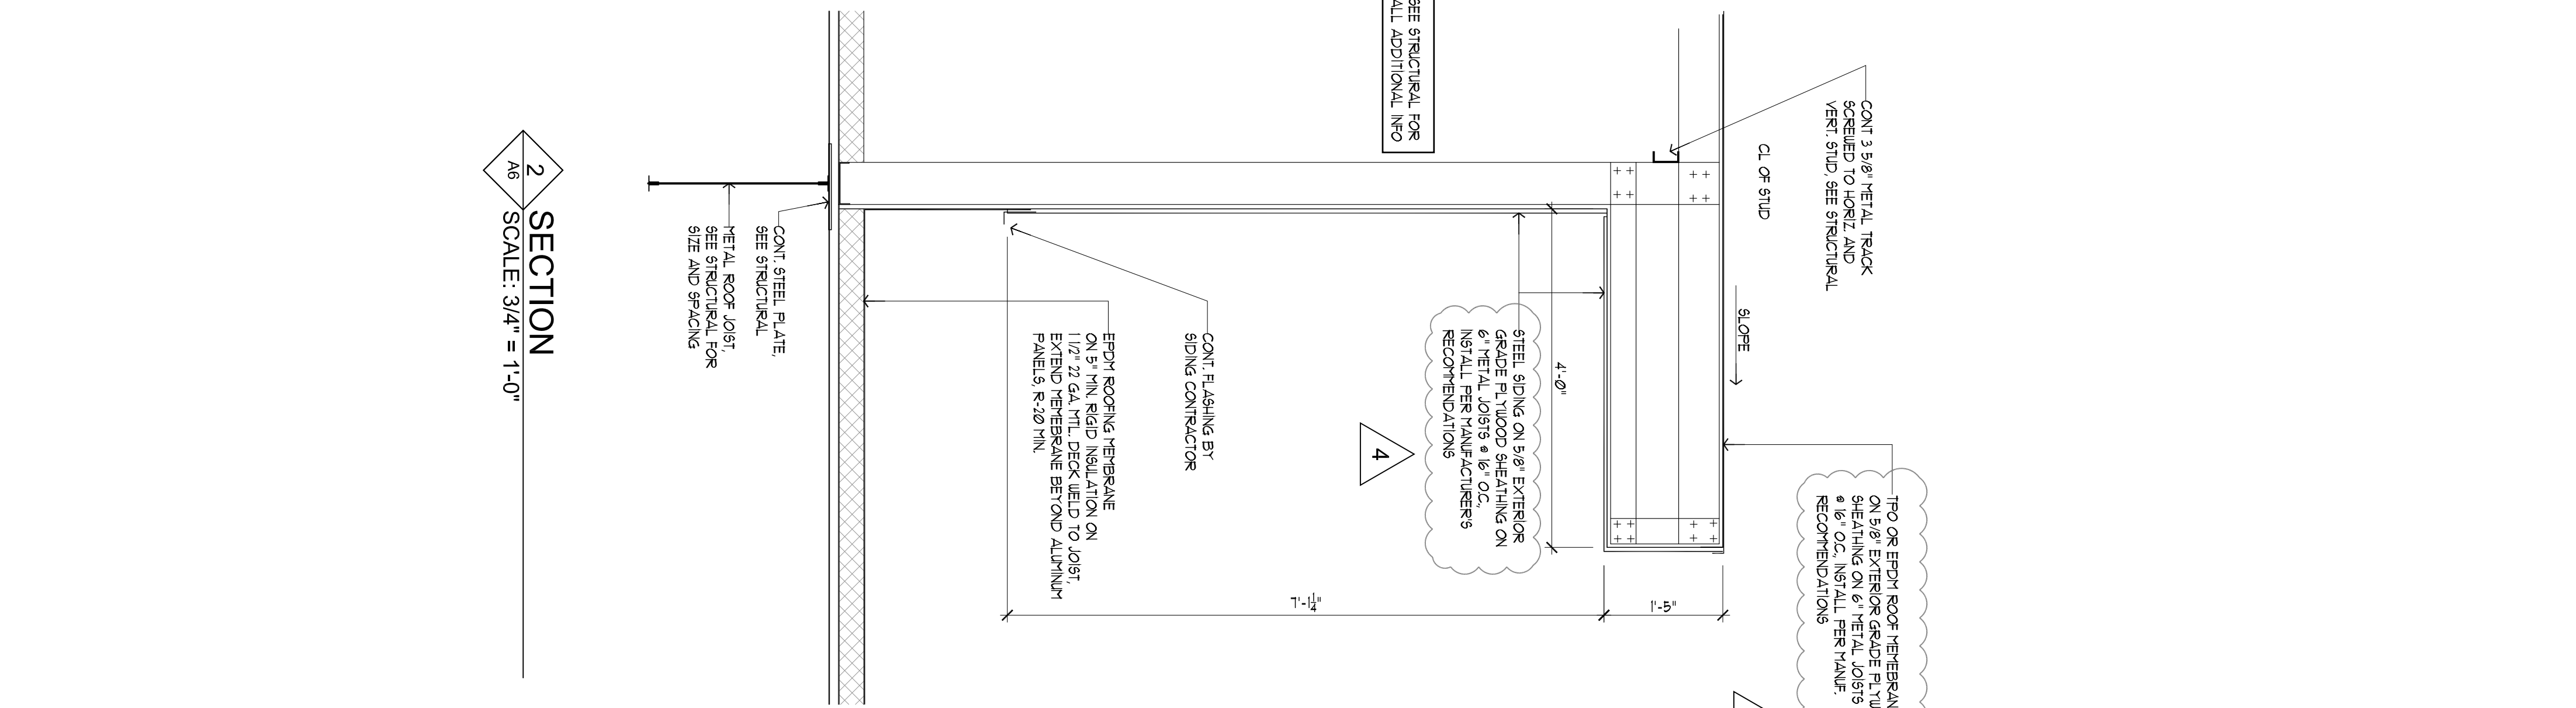 SEE STRUCTURAL FOR
ALL ADDITIONAL INFO
CONT 3 5/8" METAL TRACK
SCREWED TO HORIZ. AND
VERT. STUD, SEE STRUCTURAL
CL OF STUD
SLOPE
TPO OR EPDM ROOF
ON 5/8" EXTERIOR GRADE
SHEATHING ON 6" METAL JOISTS
@ 16" O.C., INSTALL PER MANUF.
RECOMMENDATIONS
4'-0"
STEEL SIDING ON 5/8" EXTERIOR
GRADE PLYWOOD SHEATHING ON
6" METAL JOISTS @ 16" O.C.,
INSTALL PER MANUFACTURER'S
RECOMMENDATIONS
4
1'-5"
7'-1 1/4"
CONT. FLASHING BY
SIDING CONTRACTOR
EPDM ROOFING MEMBRANE
ON 5" MIN. RIGID INSULATION ON
1 1/2" 22 GA. MTL. DECK WELD TO JOIST,
EXTEND MEMEBRANE BEYOND ALUMINUM
PANELS, R-20 MIN.
CONT. STEEL PLATE,
SEE STRUCTURAL
METAL ROOF JOIST,
SEE STRUCTURAL FOR
SIZE AND SPACING
2
A6
SECTION
SCALE: 3/4" = 1'-0"